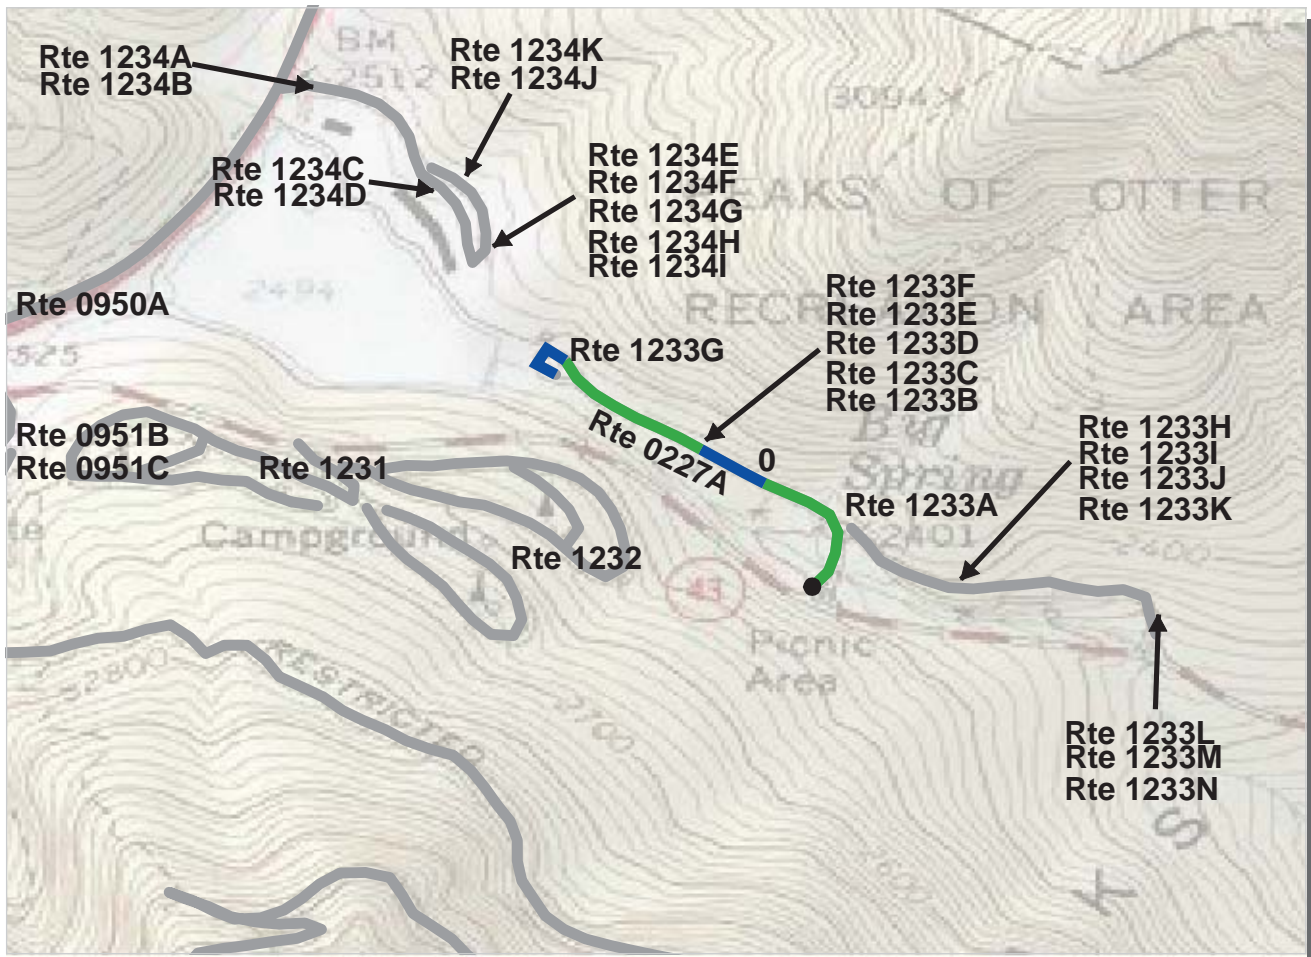 Rte 1234A
Rte 1234B
BM
2512
Rte 1234K
Rte 1234J
3094
Rte 1234C
Rte 1234D
Rte 1234E
Rte 1234F
Rte 1234G
Rte 1234H
Rte 1234I
PEAKS OF OTTER
RECREATION AREA
2494
Rte 0950A
Rte 1233F
Rte 1233E
Rte 1233D
Rte 1233C
Rte 1233B
Rte 1233G
Rte 0227A
0
Big
Spring
2401
Rte 1233A
Rte 1233H
Rte 1233I
Rte 1233J
Rte 1233K
2400
Rte 0951B
Rte 0951C
Rte 1231
Campground
Rte 1232
43
Picnic
Area
2800
RESTRICTED
2700
Rte 1233L
Rte 1233M
Rte 1233N
K
S